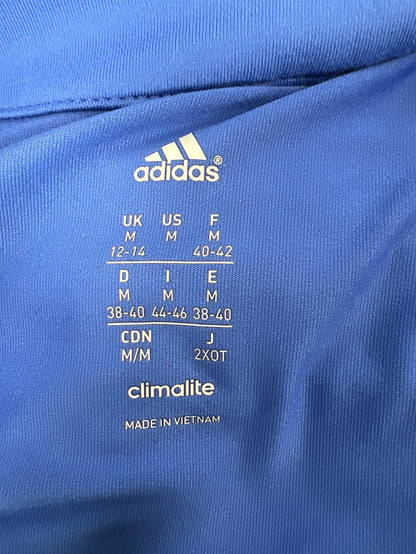 adidas®
UK US F
M M M
12-14 40-42
D I E
M M M
38-40 44-46 38-40
CDN J
M/M 2XOT
climalite
MADE IN VIETNAM